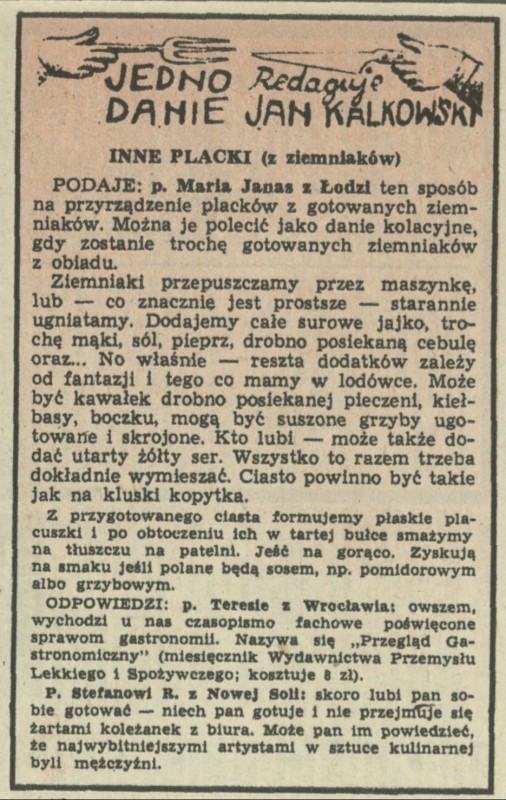 JEDNO Redaguje
DANIE JAN KALKOWSKI
INNE PLACKI (z ziemniaków)
PODAJE: p. Maria Janas z Łodzi ten sposób
na przyrządzenie placków z gotowanych ziem-
niaków. Można je polecić jako danie kolacyjne,
gdy zostanie trochę gotowanych ziemniaków
z obiadu.
Ziemniaki przepuszczamy przez maszynkę,
lub — co znacznię jest prostsze — starannie
ugniatamy. Dodajemy całe surowe jajko, tro-
chę mąki, sól, pieprz, drobno posiekaną cebulę
oraz... No właśnie — reszta dodatków zależy
od fantazji i tego co mamy w lodówce. Może
być kawałek drobno posiekanej pieczeni, kieł-
basy, boczku, mogą być suszone grzyby ugo-
towane i skrojone. Kto lubi — może także do-
dać utarty żółty ser. Wszystko to razem trzeba
dokładnie wymieszać. Ciasto powinno być takie
jak na kluski kopytka.
Z przygotowanego ciasta formujemy płaskie pla-
cuszki i po obtoczeniu ich w tartej bułce smażymy
na tłuszczu na patelni. Jeść na gorąco. Zyskują
na smaku jeśli polane będą sosem, np. pomidorowym
albo grzybowym.
ODPOWIEDZI: p. Teresie z Wrocławia: owszem,
wychodzi u nas czasopismo fachowe poświęcone
sprawom gastronomii. Nazywa się „Przegląd Ga-
stronomiczny" (miesięcznik Wydawnictwa Przemysłu
Lekkiego i Spożywczego; kosztuje 8 zł).
P. Stefanowi R. z Nowej Soli: skoro lubi pan so-
bie gotować — niech pan gotuje i nie przejmuje się
żartami koleżanek z biura. Może pan im powiedzieć,
że najwybitniejszymi artystami w sztuce kulinarnej
byli mężczyźni.